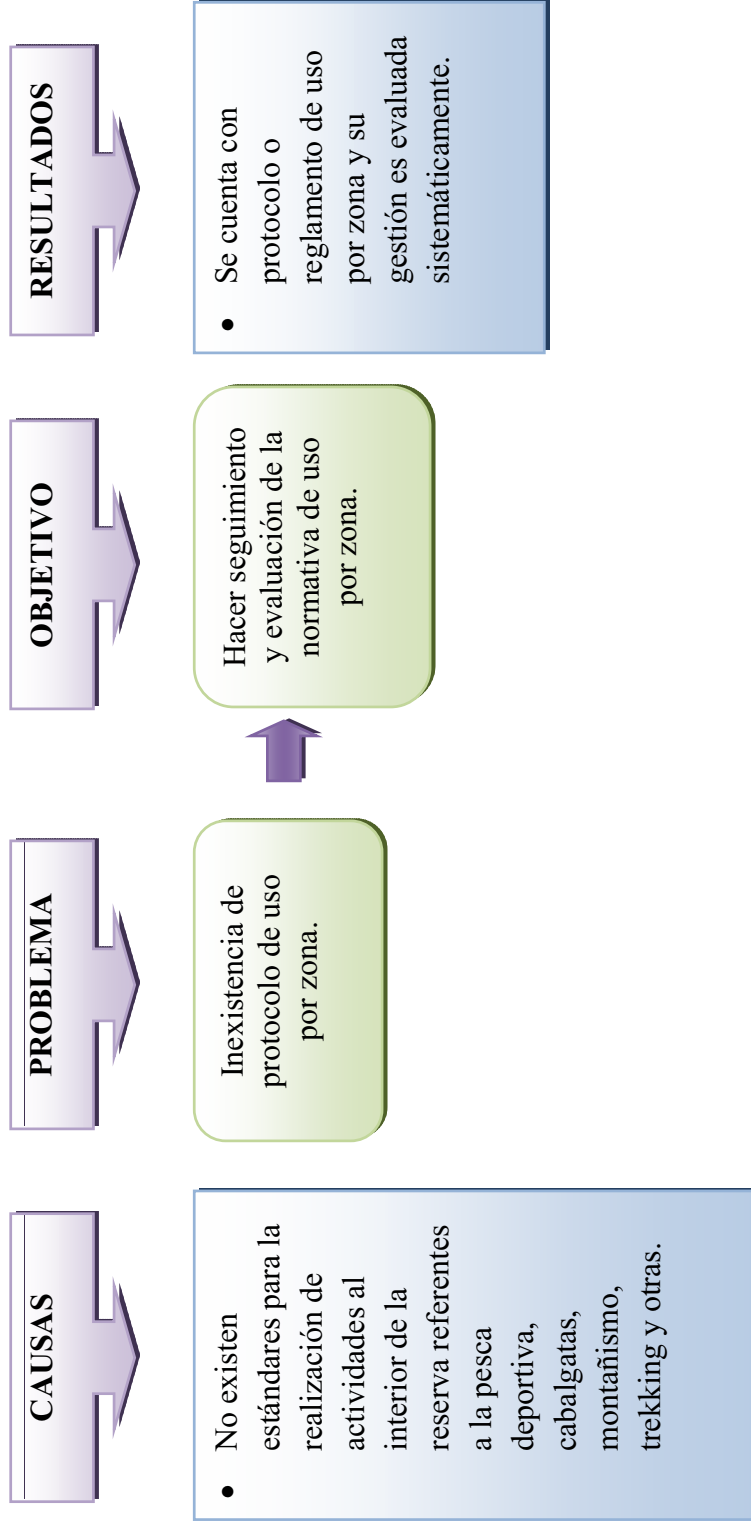 CAUSAS
• No existen
estándares para la
realización de
actividades al
interior de la
reserva referentes
a la pesca
deportiva,
cabalgatas,
montañismo,
trekking y otras.
PROBLEMA
Inexistencia de
protocolo de uso
por zona.
OBJETIVO
Hacer seguimiento
y evaluación de la
normativa de uso
por zona.
RESULTADOS
• Se cuenta con
protocolo o
reglamento de uso
por zona y su
gestión es evaluada
sistemáticamente.